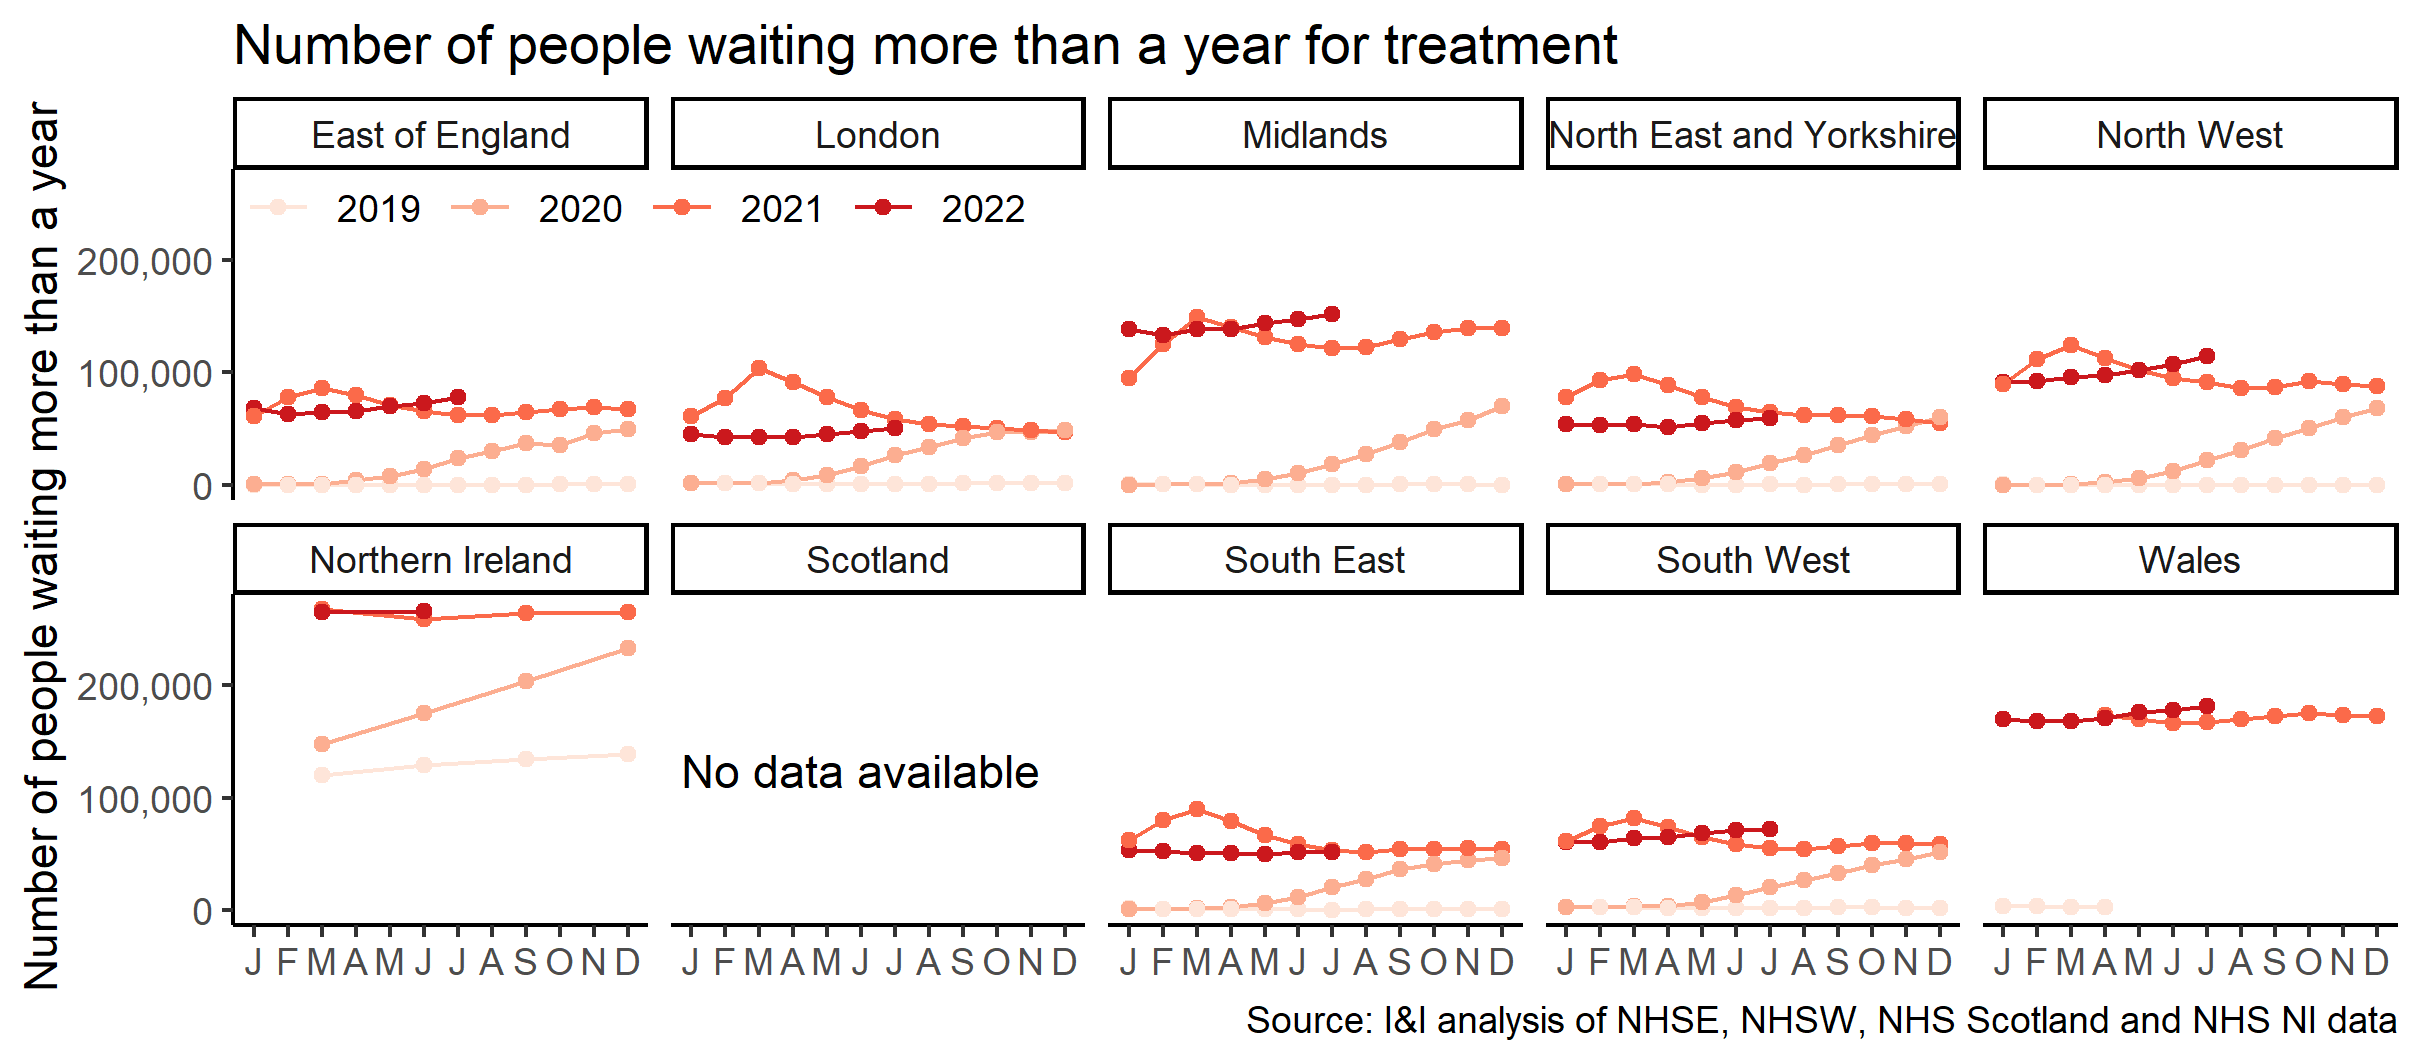 Number of people waiting more than a year for treatment
Number of people waiting more than a year
East of England
London
Midlands
North East and Yorkshire
North West
2019
2020
2021
2022
200,000
100,000
0
Northern Ireland
Scotland
South East
South West
Wales
200,000
100,000
0
No data available
J F M A M J J A S O N D
J F M A M J J A S O N D
J F M A M J J A S O N D
J F M A M J J A S O N D
J F M A M J J A S O N D
Source: I&I analysis of NHSE, NHSW, NHS Scotland and NHS NI data